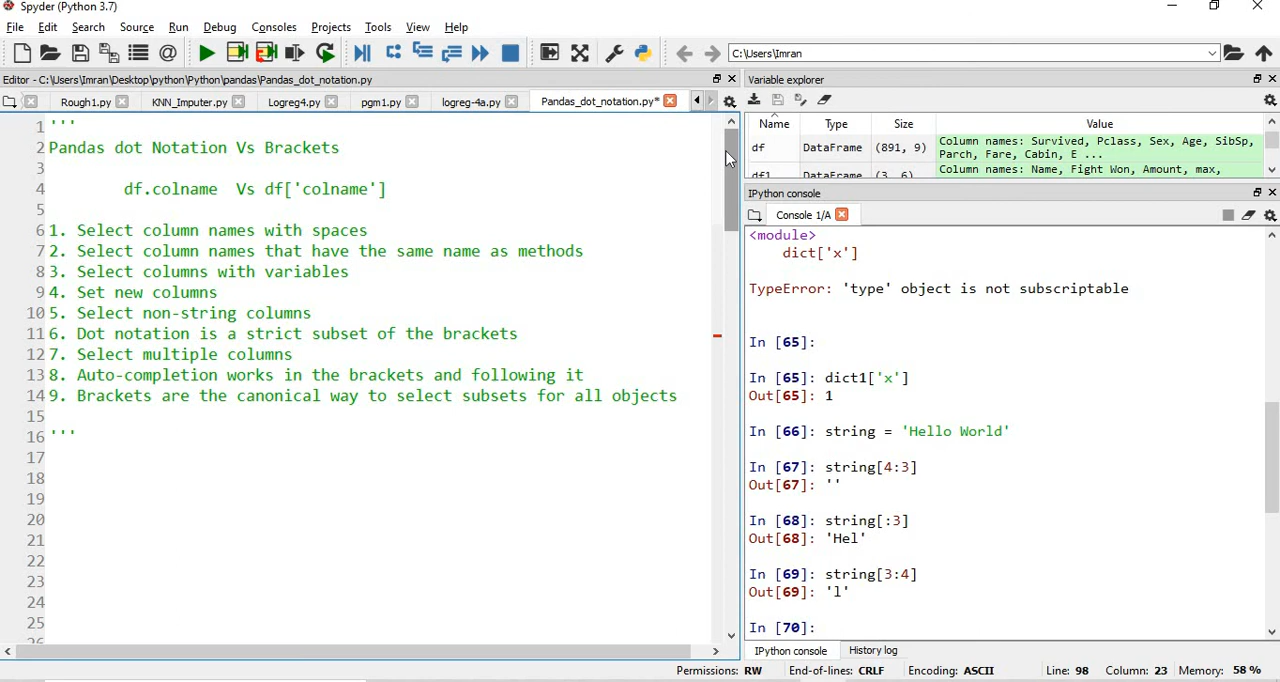 Spyder (Python 3.7)
File Edit Search Source Run Debug Consoles Projects Tools View Help
C:\Users\Imran
Editor - C:\Users\Imran\Desktop\python\Python\pandas\Pandas_dot_notation.py
Rough1.py KNN_Imputer.py Logreg4.py pgm1.py logreg-4a.py Pandas_dot_notation.py*
1 '''
2 Pandas dot Notation Vs Brackets
3
4 df.colname Vs df['colname']
5
6 1. Select column names with spaces
7 2. Select column names that have the same name as methods
8 3. Select columns with variables
9 4. Set new columns
10 5. Select non-string columns
11 6. Dot notation is a strict subset of the brackets
12 7. Select multiple columns
13 8. Auto-completion works in the brackets and following it
14 9. Brackets are the canonical way to select subsets for all objects
15
16 '''
17
18
19
20
21
22
23
24
25
26
Variable explorer
Name Type Size Value
df DataFrame (891, 9) Column names: Survived, Pclass, Sex, Age, SibSp,
Parch, Fare, Cabin, E ...
df1 DataFrame (3, 6) Column names: Name, Fight Won, Amount, max,
IPython console
Console 1/A
<module>
dict['x']
TypeError: 'type' object is not subscriptable
In [65]:
In [65]: dict1['x']
Out[65]: 1
In [66]: string = 'Hello World'
In [67]: string[4:3]
Out[67]: ''
In [68]: string[:3]
Out[68]: 'Hel'
In [69]: string[3:4]
Out[69]: 'l'
In [70]:
IPython console History log
Permissions: RW End-of-lines: CRLF Encoding: ASCII Line: 98 Column: 23 Memory: 58 %